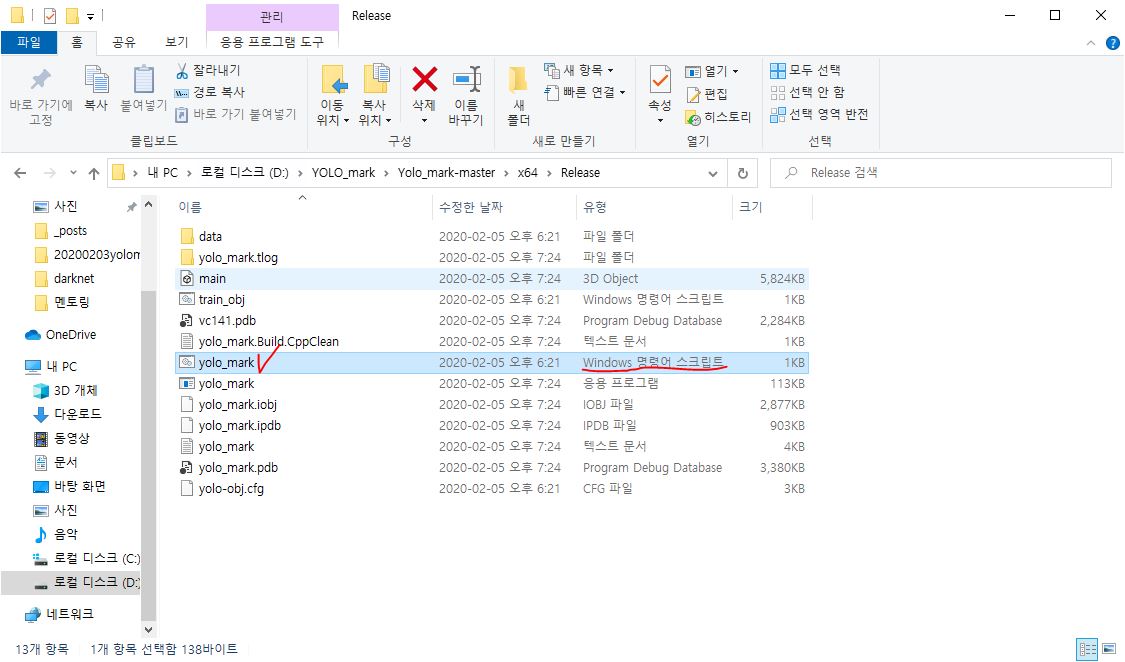 관리
Release
파일
홈
공유
보기
응용 프로그램 도구
바로 가기에
고정
복사
붙여넣기
잘라내기
경로 복사
바로 가기 붙여넣기
클립보드
이동
위치
복사
위치
삭제
이름
바꾸기
구성
새
폴더
새 항목
빠른 연결
새로 만들기
속성
열기
편집
히스토리
열기
모두 선택
선택 안 함
선택 영역 반전
선택
내 PC > 로컬 디스크 (D:) > YOLO_mark > Yolo_mark-master > x64 > Release
Release 검색
사진
_posts
20200203yolom
darknet
멘토링
OneDrive
내 PC
3D 개체
다운로드
동영상
문서
바탕 화면
사진
음악
로컬 디스크 (C:)
로컬 디스크 (D:)
네트워크
이름 수정한 날짜 유형 크기
data 2020-02-05 오후 6:21 파일 폴더
yolo_mark.tlog 2020-02-05 오후 7:24 파일 폴더
main 2020-02-05 오후 7:24 3D Object 5,824KB
train_obj 2020-02-05 오후 6:21 Windows 명령어 스크립트 1KB
vc141.pdb 2020-02-05 오후 7:24 Program Debug Database 2,284KB
yolo_mark.Build.CppClean 2020-02-05 오후 7:24 텍스트 문서 1KB
yolo_mark 2020-02-05 오후 6:21 Windows 명령어 스크립트 1KB
yolo_mark 2020-02-05 오후 7:24 응용 프로그램 113KB
yolo_mark.iobj 2020-02-05 오후 7:24 IOBJ 파일 2,877KB
yolo_mark.ipdb 2020-02-05 오후 7:24 IPDB 파일 903KB
yolo_mark 2020-02-05 오후 7:24 텍스트 문서 4KB
yolo_mark.pdb 2020-02-05 오후 7:24 Program Debug Database 3,380KB
yolo-obj.cfg 2020-02-05 오후 6:21 CFG 파일 3KB
13개 항목
1개 항목 선택함 138바이트